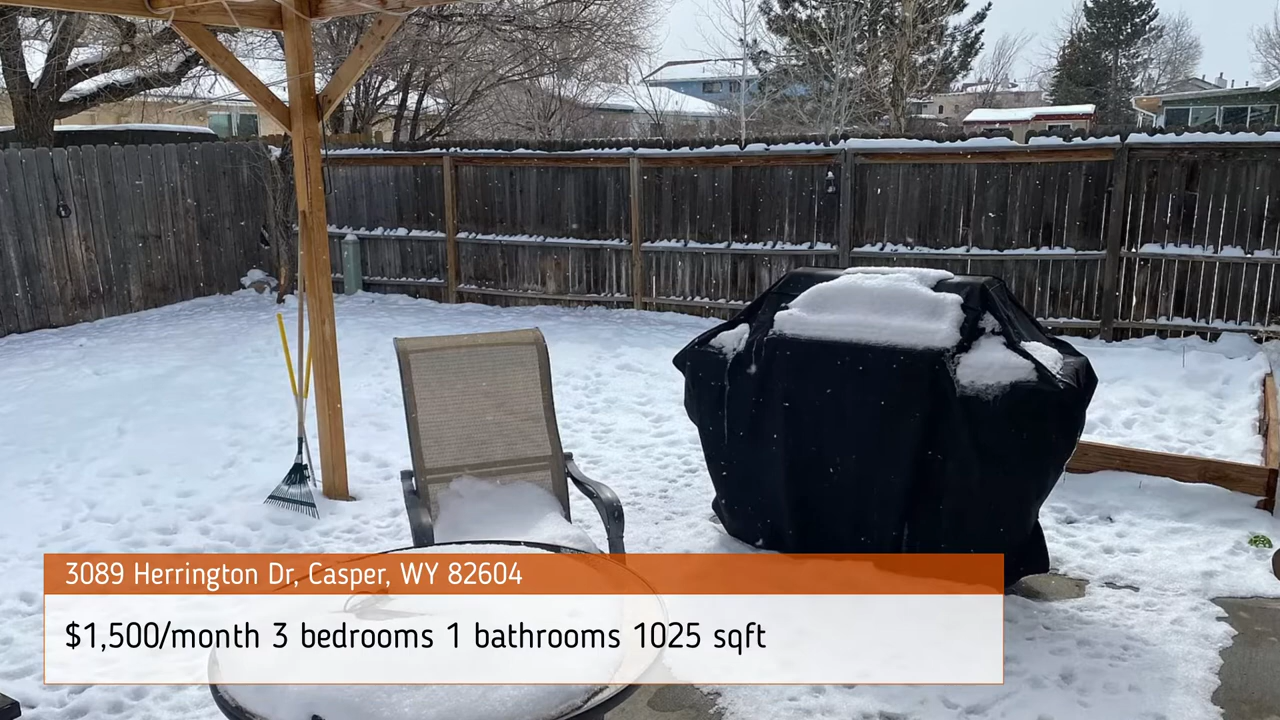 3089 Herrington Dr, Casper, WY 82604
$1,500/month 3 bedrooms 1 bathrooms 1025 sqft